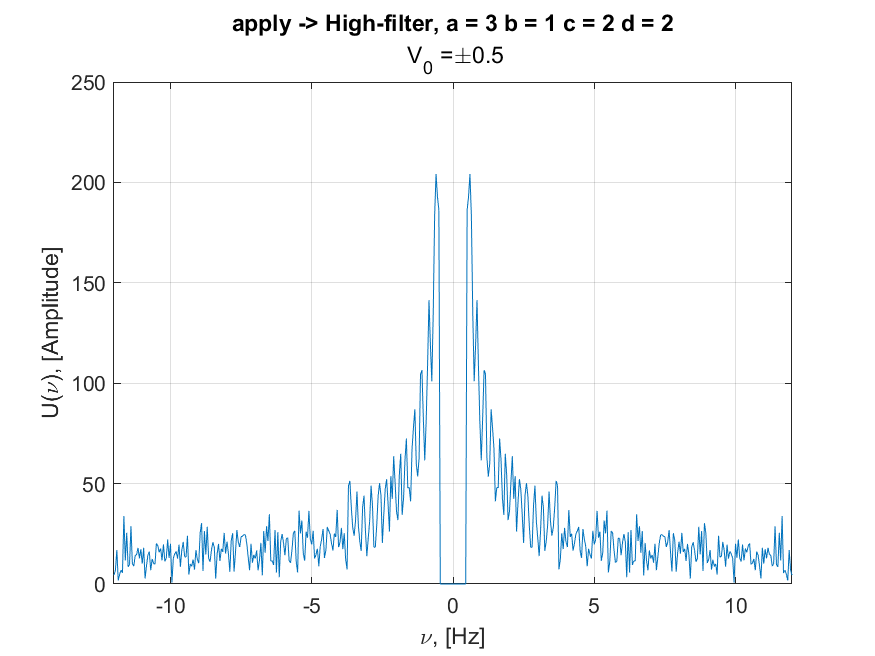 apply -> High-filter, a = 3 b = 1 c = 2 d = 2
V₀ =±0.5
250
200
150
100
50
0
U(ν), [Amplitude]
-10 -5 0 5 10
ν, [Hz]